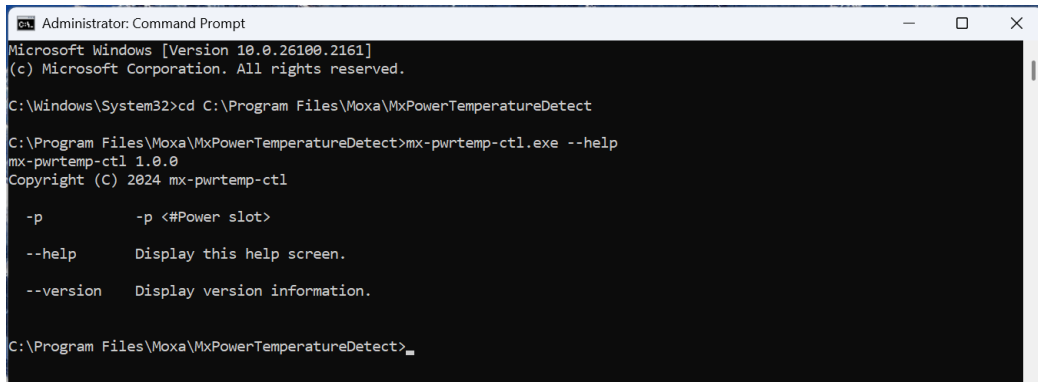 Administrator: Command Prompt
Microsoft Windows [Version 10.0.26100.2161]
(c) Microsoft Corporation. All rights reserved.
C:\Windows\System32>cd C:\Program Files\Moxa\MxPowerTemperatureDetect
C:\Program Files\Moxa\MxPowerTemperatureDetect>mx-pwrtemp-ctl.exe --help
mx-pwrtemp-ctl 1.0.0
Copyright (C) 2024 mx-pwrtemp-ctl
-p -p <#Power slot>
--help Display this help screen.
--version Display version information.
C:\Program Files\Moxa\MxPowerTemperatureDetect>